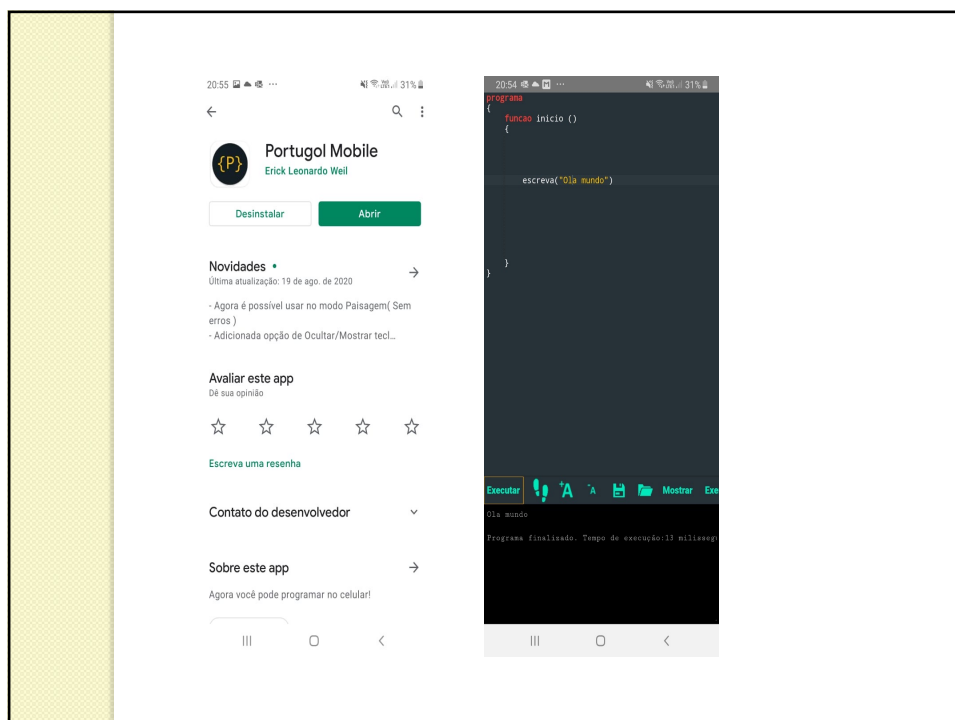 20:55
31%
Portugol Mobile
Erick Leonardo Weil
Desinstalar
Abrir
Novidades
Última atualização: 19 de ago. de 2020
- Agora é possível usar no modo Paisagem( Sem
erros )
- Adicionada opção de Ocultar/Mostrar tecl...
Avaliar este app
Dê sua opinião
Escreva uma resenha
Contato do desenvolvedor
Sobre este app
Agora você pode programar no celular!
20:54
31%
programa
{
funcao inicio ()
{
escreva("Ola mundo")
}
}
Executar +A -A Mostrar Exe
Ola mundo
Programa finalizado. Tempo de execução:13 milisseg